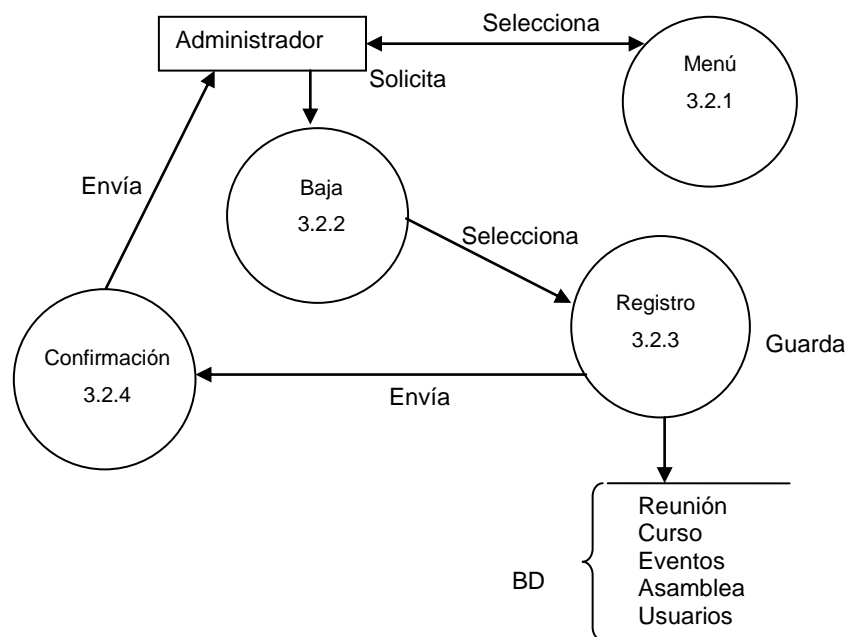 Selecciona
Administrador
Menú
3.2.1
Solicita
Envía
Baja
3.2.2
Selecciona
Registro
3.2.3
Guarda
Confirmación
3.2.4
Envía
Reunión
Curso
Eventos
Asamblea
Usuarios
BD